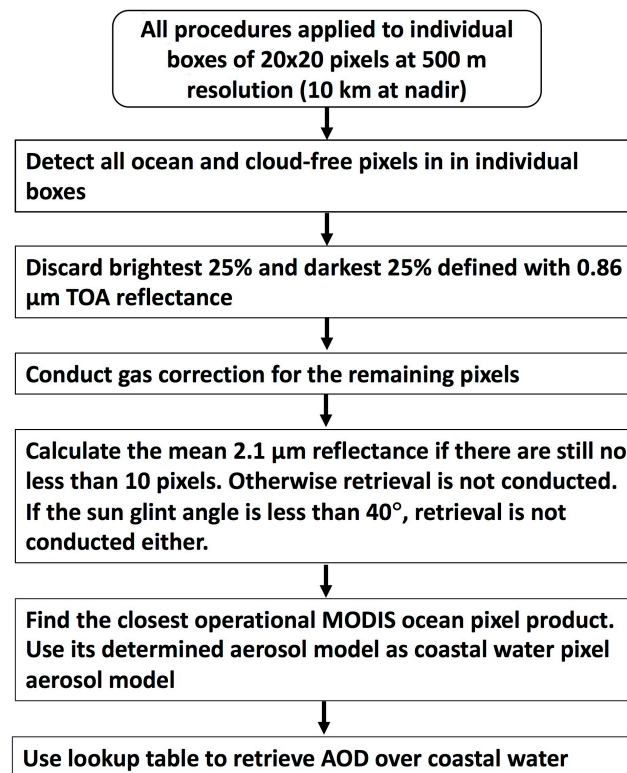 All procedures applied to individual
boxes of 20x20 pixels at 500 m
resolution (10 km at nadir)
Detect all ocean and cloud-free pixels in in individual
boxes
Discard brightest 25% and darkest 25% defined with 0.86
µm TOA reflectance
Conduct gas correction for the remaining pixels
Calculate the mean 2.1 µm reflectance if there are still no
less than 10 pixels. Otherwise retrieval is not conducted.
If the sun glint angle is less than 40°, retrieval is not
conducted either.
Find the closest operational MODIS ocean pixel product.
Use its determined aerosol model as coastal water pixel
aerosol model
Use lookup table to retrieve AOD over coastal water